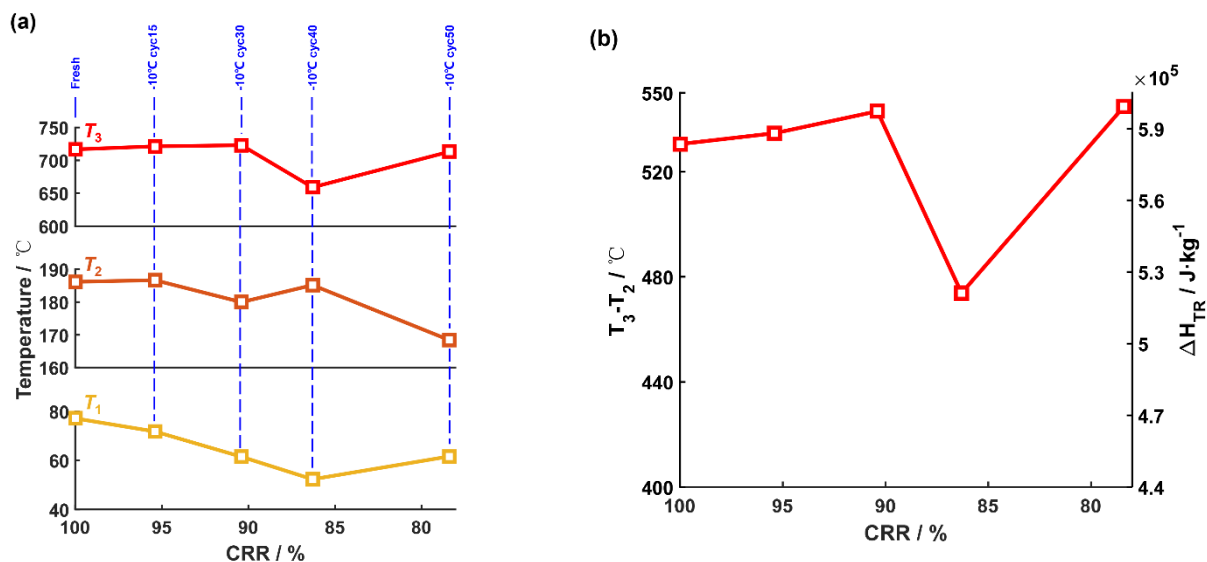 (a)
Fresh
-10℃ cyc15
-10℃ cyc30
-10℃ cyc40
-10℃ cyc50
750
700
650
600
T3
190
180
170
160
T2
80
60
40
T1
Temperature / ℃
100
95
90
85
80
CRR / %
(b)
×10^5
550
520
480
440
400
T3-T2 / ℃
5.9
5.6
5.3
5
4.7
4.4
ΔHTR / J·kg-1
100
95
90
85
80
CRR / %